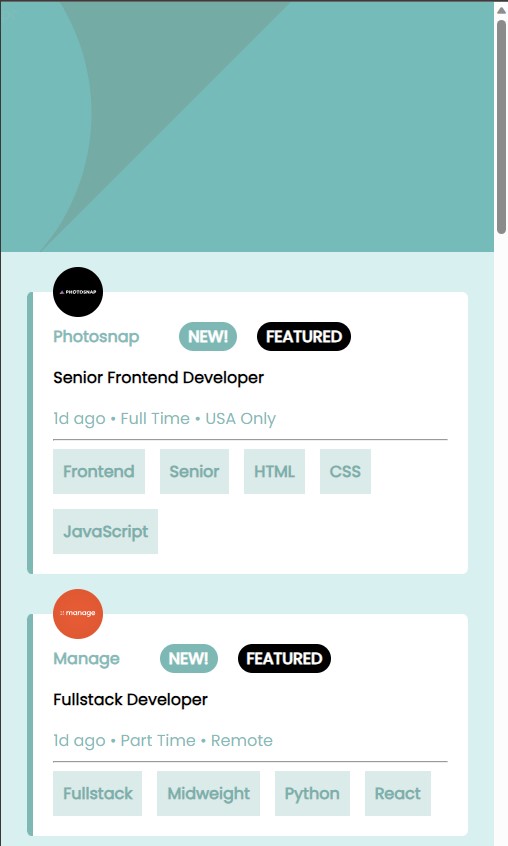 PHOTOSNAP
Photosnap NEW! FEATURED
Senior Frontend Developer
1d ago • Full Time • USA Only
Frontend Senior HTML CSS
JavaScript
manage
Manage NEW! FEATURED
Fullstack Developer
1d ago • Part Time • Remote
Fullstack Midweight Python React